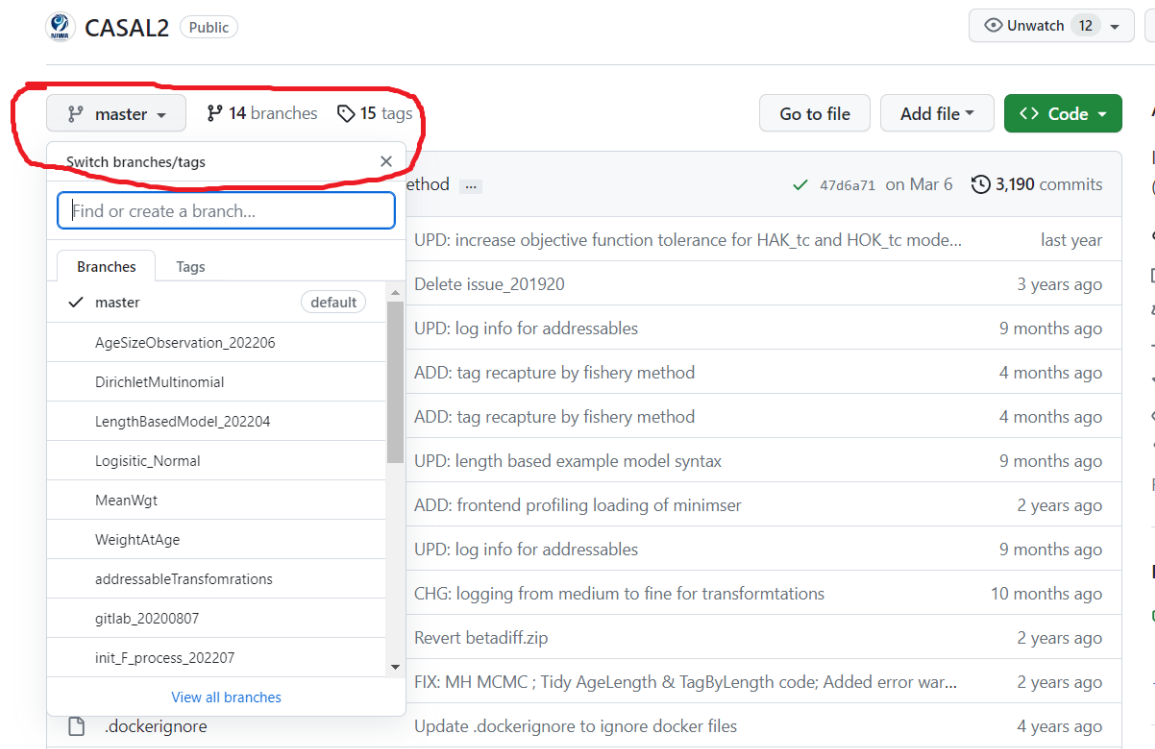 NIWA
CASAL2 Public
Unwatch 12
master 14 branches 15 tags
Go to file Add file Code
Switch branches/tags
Find or create a branch...
Branches Tags
master default
AgeSizeObservation_202206
DirichletMultinomial
LengthBasedModel_202204
Logisitic_Normal
MeanWgt
WeightAtAge
addressableTransfomrations
gitlab_20200807
init_F_process_202207
View all branches
ethod ... 47d6a71 on Mar 6 3,190 commits
UPD: increase objective function tolerance for HAK_tc and HOK_tc mode... last year
Delete issue_201920 3 years ago
UPD: log info for addressables 9 months ago
ADD: tag recapture by fishery method 4 months ago
ADD: tag recapture by fishery method 4 months ago
UPD: length based example model syntax 9 months ago
ADD: frontend profiling loading of minimser 2 years ago
UPD: log info for addressables 9 months ago
CHG: logging from medium to fine for transformtations 10 months ago
Revert betadiff.zip 2 years ago
FIX: MH MCMC ; Tidy AgeLength & TagByLength code; Added error war... 2 years ago
.dockerignore Update .dockerignore to ignore docker files 4 years ago